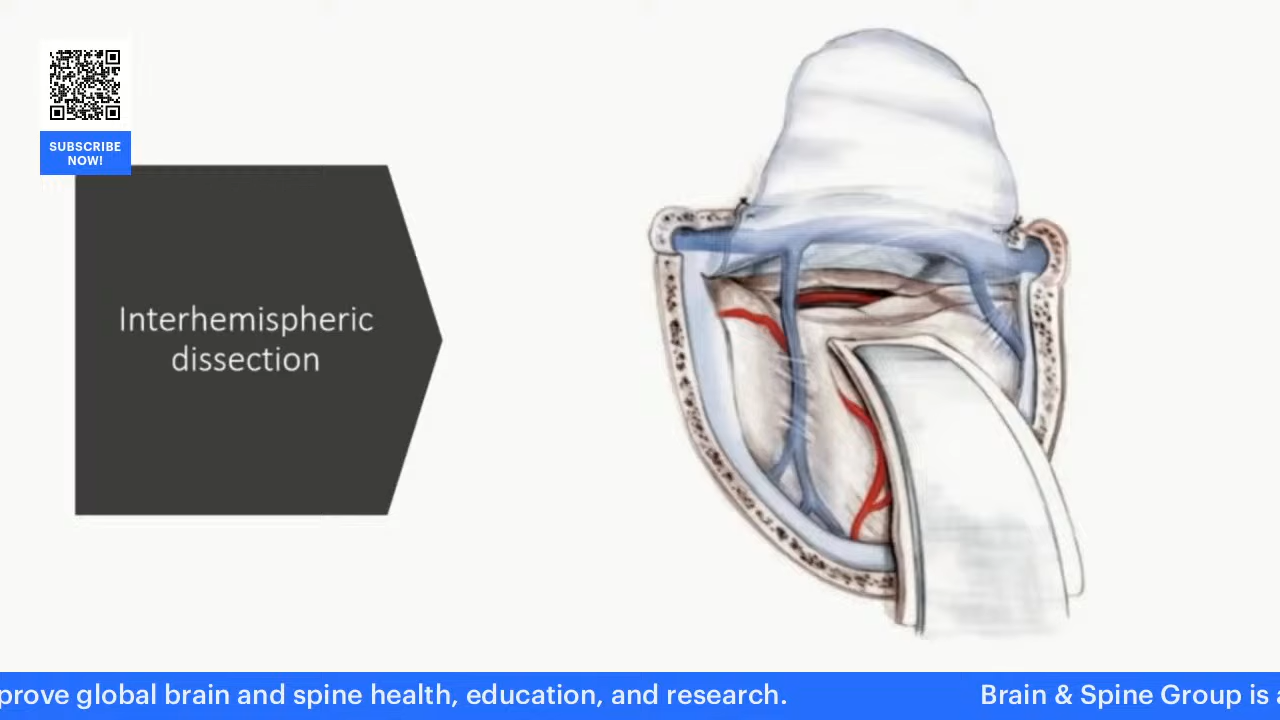 SUBSCRIBE
NOW!
Interhemispheric
dissection
prove global brain and spine health, education, and research.
Brain & Spine Group is